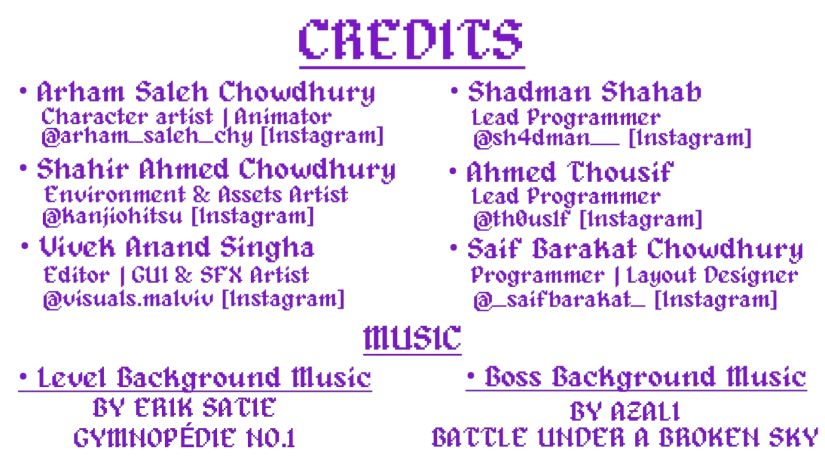 CREDITS
• Arham Saleh Chowdhury
Character artist | Animator
@arham_saleh_chy [Instagram]
• Shahir Ahmed Chowdhury
Environment & Assets Artist
@kanjiohitsu [Instagram]
• Vivek Anand Singha
Editor | GUI & SFX Artist
@visuals.malviv [Instagram]
• Shadman Shahab
Lead Programmer
@sh4dman__ [Instagram]
• Ahmed Thousif
Lead Programmer
@th0us1f [Instagram]
• Saif Barakat Chowdhury
Programmer | Layout Designer
@_saifbarakat_ [Instagram]
MUSIC
• Level Background Music
BY ERIK SATIE
GYMNOPÉDIE NO.1
• Boss Background Music
BY AZALI
BATTLE UNDER A BROKEN SKY